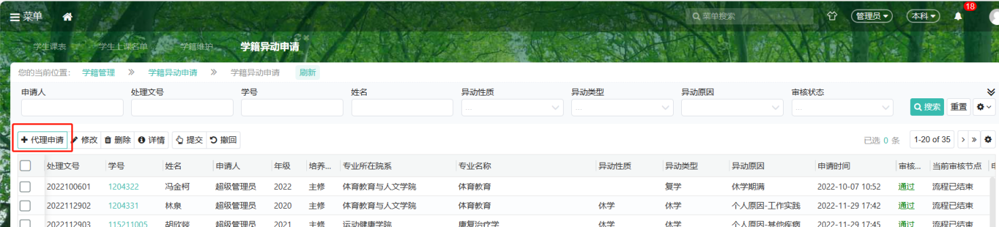 菜单 菜单搜索 管理员 本科 18
学生课表 学生上课名单 学籍维护 学籍异动申请
您的当前位置: 学籍管理 » 学籍异动申请 » 学籍异动申请 刷新
申请人 处理文号 学号 姓名 异动性质 异动类型 异动原因 审核状态
... ... ... 搜索 重置
代理申请 修改 删除 详情 提交 撤回 已选 0 条 1-20 of 35
处理文号 学号 姓名 申请人 年级 培养... 专业所在院系 专业名称 异动性质 异动类型 异动原因 申请时间 审核... 当前审核节点
2022100601 1204322 冯金柯 超级管理员 2022 主修 体育教育与人文学院 体育教育 复学 休学期满 2022-10-07 10:52 通过 流程已结束
2022112902 1204331 林泉 超级管理员 2020 主修 体育教育与人文学院 体育教育 休学 休学 个人原因-工作实践 2022-11-29 17:42 通过 流程已结束
2022112903 115211005 胡欣燚 超级管理员 2021 主修 运动健康学院 康复治疗学 休学 休学 个人原因-其他疾病 2022-11-29 17:45 通过 流程已结束